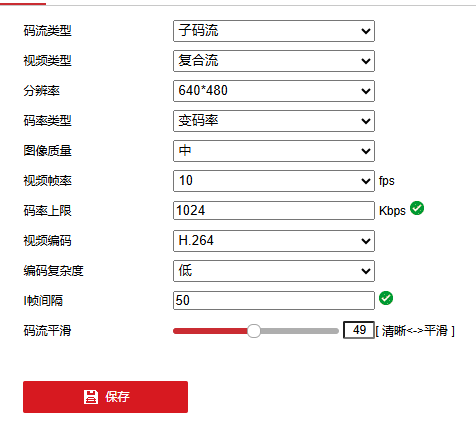 码流类型 子码流
视频类型 复合流
分辨率 640*480
码率类型 变码率
图像质量 中
视频帧率 10 fps
码率上限 1024 Kbps
视频编码 H.264
编码复杂度 低
I帧间隔 50
码流平滑 49 [ 清晰<->平滑 ]
保存